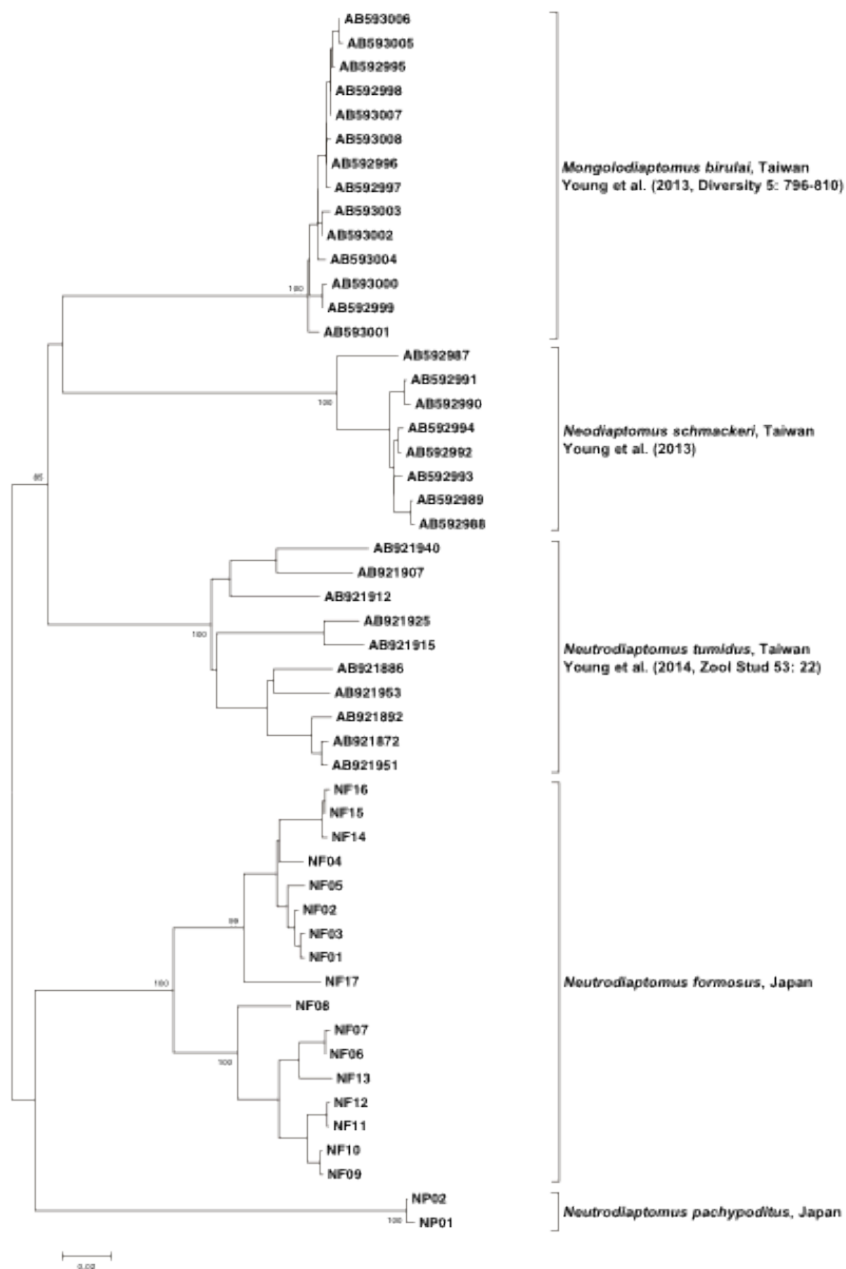 AB593006
AB593005
AB592995
AB592998
AB593007
AB593008
AB592996
AB592997
AB593003
AB593002
AB593004
AB593000
AB592999
AB593001
100
Mongolodiaptomus birulai, Taiwan
Young et al. (2013, Diversity 5: 796-810)
AB592987
AB592991
AB592990
AB592994
AB592992
AB592993
AB592989
AB592988
100
Neodiaptomus schmackeri, Taiwan
Young et al. (2013)
85
AB921940
AB921907
AB921912
AB921925
AB921915
AB921886
AB921953
AB921892
AB921872
AB921951
100
Neutrodiaptomus tumidus, Taiwan
Young et al. (2014, Zool Stud 53: 22)
NF16
NF15
NF14
NF04
NF05
NF02
NF03
NF01
NF17
NF08
NF07
NF06
NF13
NF12
NF11
NF10
NF09
99
100
100
Neutrodiaptomus formosus, Japan
NP02
NP01
100
Neutrodiaptomus pachypoditus, Japan
0.02